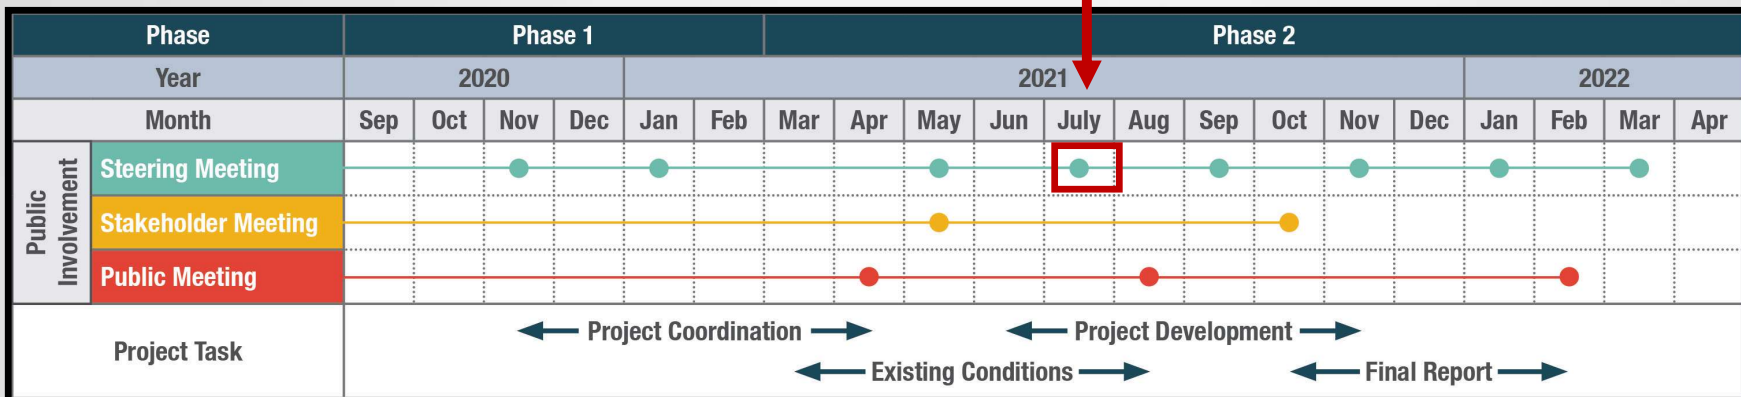 Phase Phase 1 Phase 2
Year 2020 2021 2022
Month Sep Oct Nov Dec Jan Feb Mar Apr May Jun July Aug Sep Oct Nov Dec Jan Feb Mar Apr
Public Involvement
Steering Meeting
Stakeholder Meeting
Public Meeting
Project Task
Project Coordination Project Development
Existing Conditions Final Report